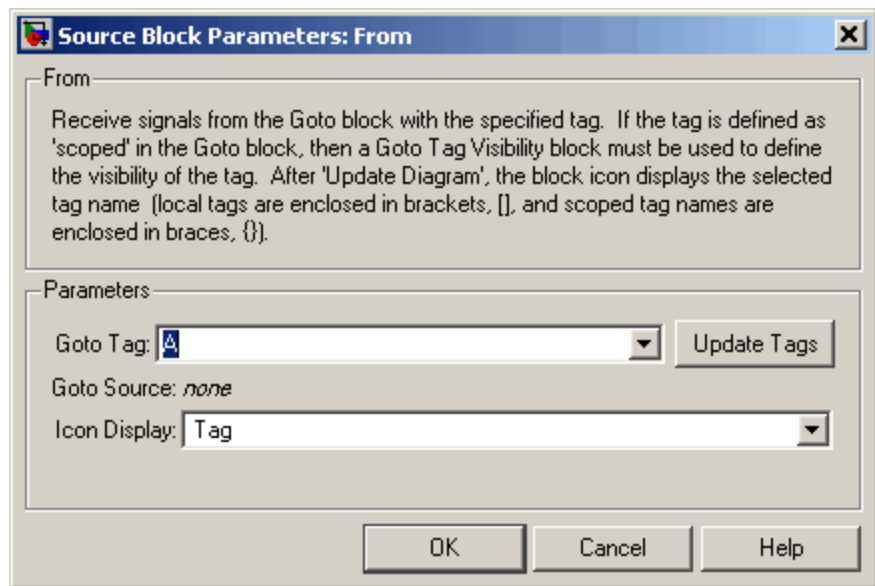 Source Block Parameters: From
From
Receive signals from the Goto block with the specified tag.  If the tag is defined as
'scoped' in the Goto block, then a Goto Tag Visibility block must be used to define
the visibility of the tag.  After 'Update Diagram', the block icon displays the selected
tag name  (local tags are enclosed in brackets, [], and scoped tag names are
enclosed in braces, {}).
Parameters
Goto Tag: A Update Tags
Goto Source: none
Icon Display: Tag
OK Cancel Help